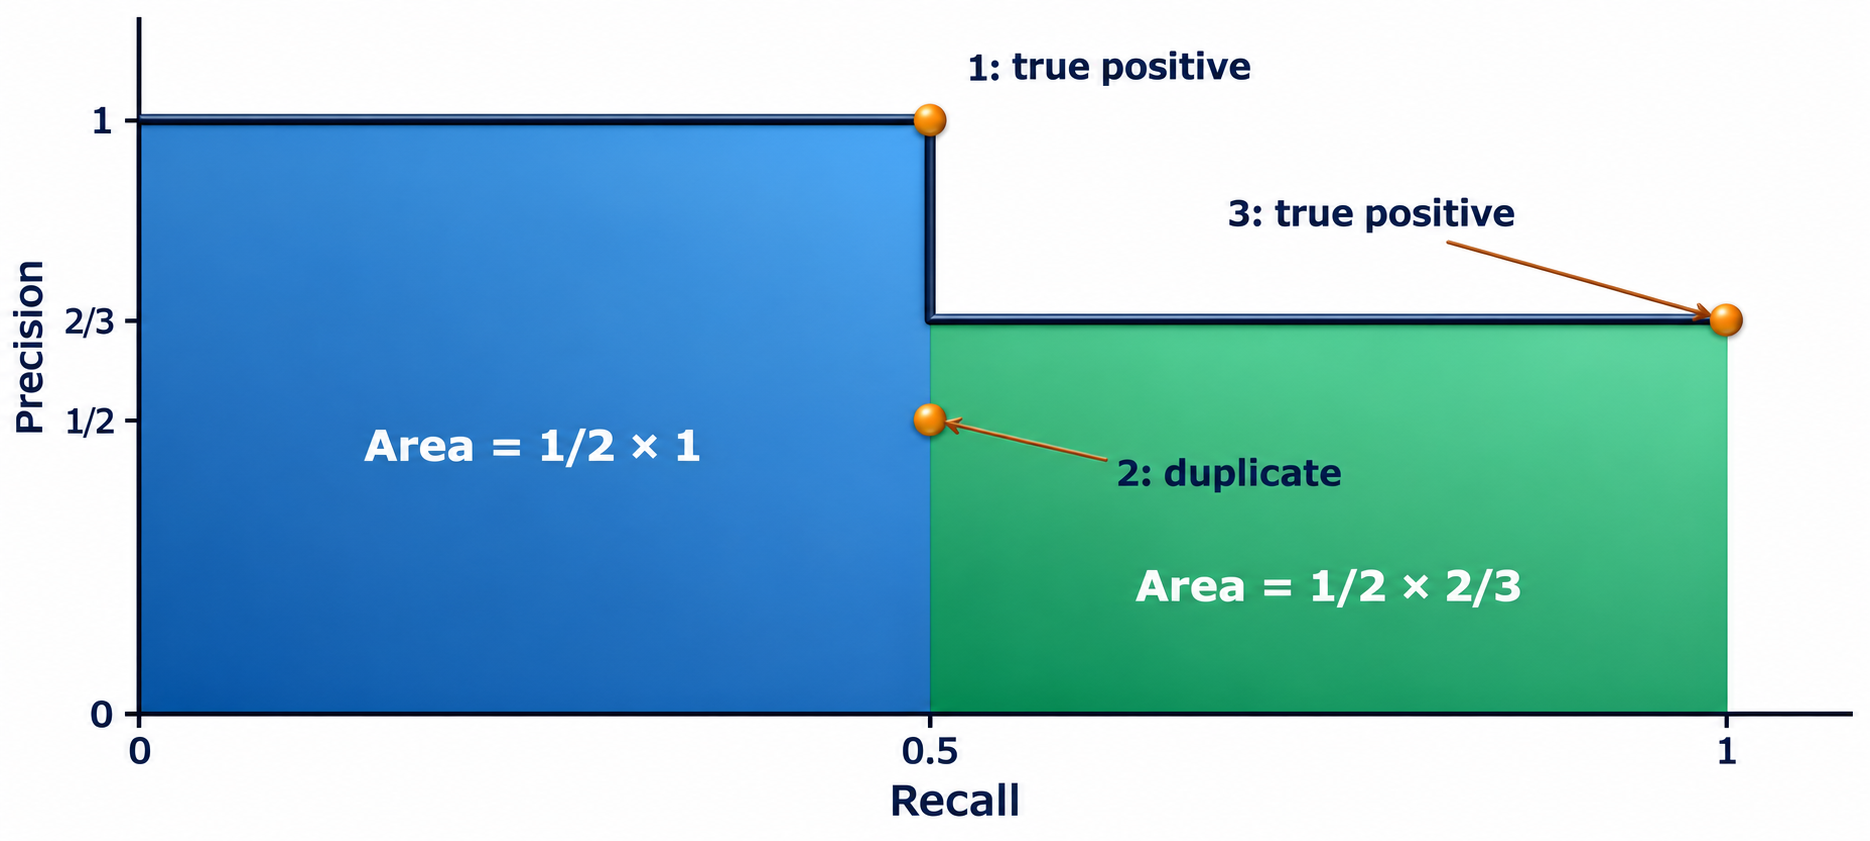 1: true positive
1
3: true positive
2/3
Precision
1/2
Area = 1/2 × 1
2: duplicate
Area = 1/2 × 2/3
0
0
0.5
1
Recall